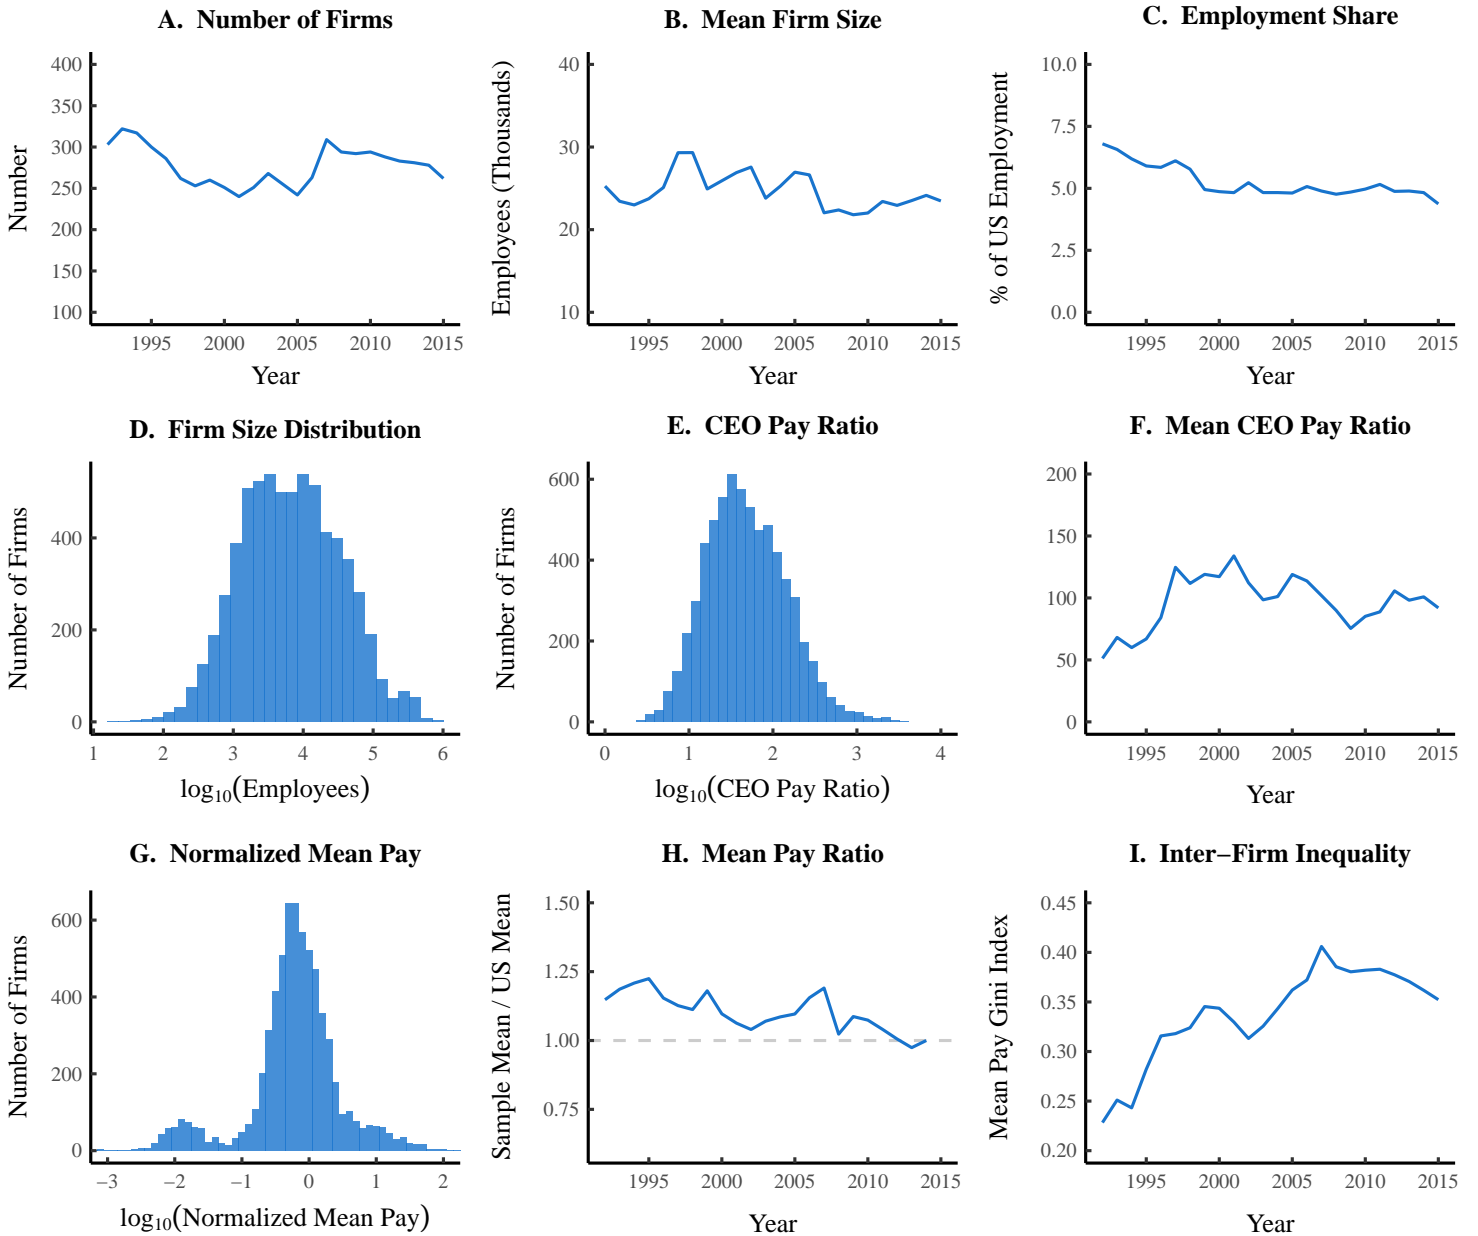 A. Number of Firms
Number
400
350
300
250
200
150
100
1995 2000 2005 2010 2015
Year
B. Mean Firm Size
Employees (Thousands)
40
30
20
10
1995 2000 2005 2010 2015
Year
C. Employment Share
% of US Employment
10.0
7.5
5.0
2.5
0.0
1995 2000 2005 2010 2015
Year
D. Firm Size Distribution
Number of Firms
400
200
0
1 2 3 4 5 6
log10(Employees)
E. CEO Pay Ratio
Number of Firms
600
400
200
0
0 1 2 3 4
log10(CEO Pay Ratio)
F. Mean CEO Pay Ratio
200
150
100
50
0
1995 2000 2005 2010 2015
Year
G. Normalized Mean Pay
Number of Firms
600
400
200
0
−3 −2 −1 0 1 2
log10(Normalized Mean Pay)
H. Mean Pay Ratio
Sample Mean / US Mean
1.50
1.25
1.00
0.75
1995 2000 2005 2010 2015
Year
I. Inter−Firm Inequality
Mean Pay Gini Index
0.45
0.40
0.35
0.30
0.25
0.20
1995 2000 2005 2010 2015
Year